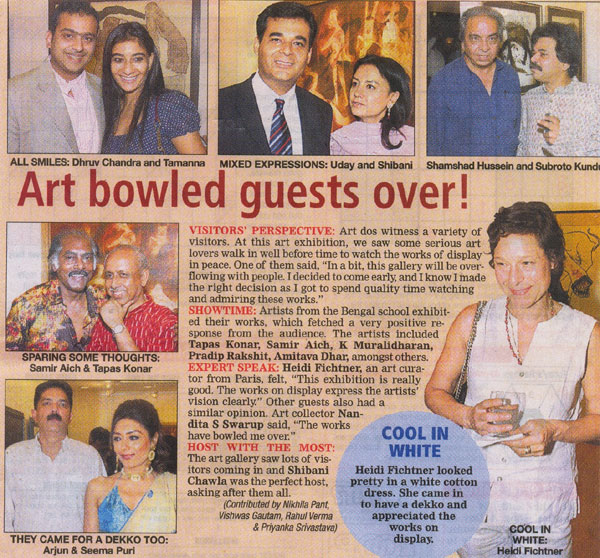 ALL SMILES: Dhruv Chandra and Tamanna
MIXED EXPRESSIONS: Uday and Shibani
Shamshad Hussein and Subroto Kundu
Art bowled guests over!
SPARING SOME THOUGHTS:
Samir Aich & Tapas Konar
THEY CAME FOR A DEKKO TOO:
Arjun & Seema Puri
VISITORS' PERSPECTIVE: Art dos witness a variety of
visitors. At this art exhibition, we saw some serious art
lovers walk in well before time to watch the works of display
in peace. One of them said, "In a bit, this gallery will be over-
flowing with people. I decided to come early, and I know I made
the right decision as I got to spend quality time watching
and admiring these works."
SHOWTIME: Artists from the Bengal school exhibit-
ed their works, which fetched a very positive re-
sponse from the audience. The artists included
Tapas Konar, Samir Aich, K Muralidharan,
Pradip Rakshit, Amitava Dhar, amongst others.
EXPERT SPEAK: Heidi Fichtner, an art cura-
tor from Paris, felt, "This exhibition is really
good. The works on display express the artists'
vision clearly." Other guests also had a
similar opinion. Art collector Nan-
dita S Swarup said, "The works
have bowled me over."
HOST WITH THE MOST:
The art gallery saw lots of vis-
itors coming in and Shibani
Chawla was the perfect host,
asking after them all.
(Contributed by Nikhila Pant,
Vishwas Gautam, Rahul Verma
& Priyanka Srivastava)
COOL IN
WHITE
Heidi Fichtner looked
pretty in a white cotton
dress. She came in
to have a dekko and
appreciated the
works on
display.
COOL IN
WHITE:
Heidi Fichtner